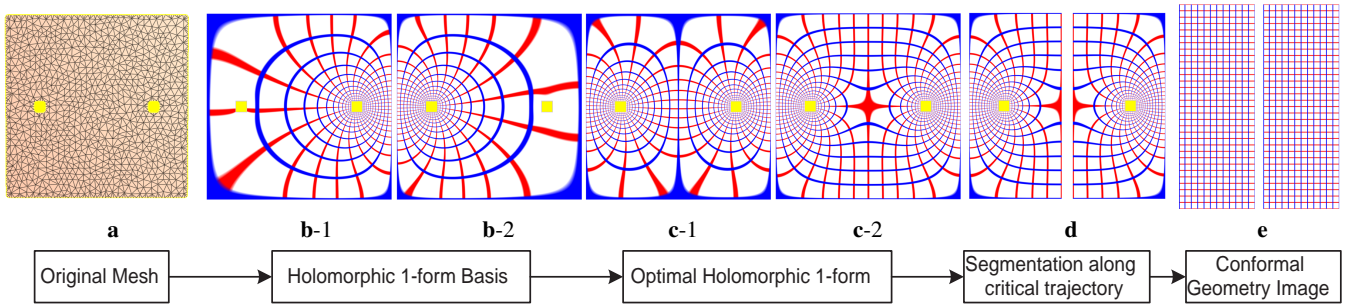 a
b-1
b-2
c-1
c-2
d
e
Original Mesh
Holomorphic 1-form Basis
Optimal Holomorphic 1-form
Segmentation along
critical trajectory
Conformal
Geometry Image